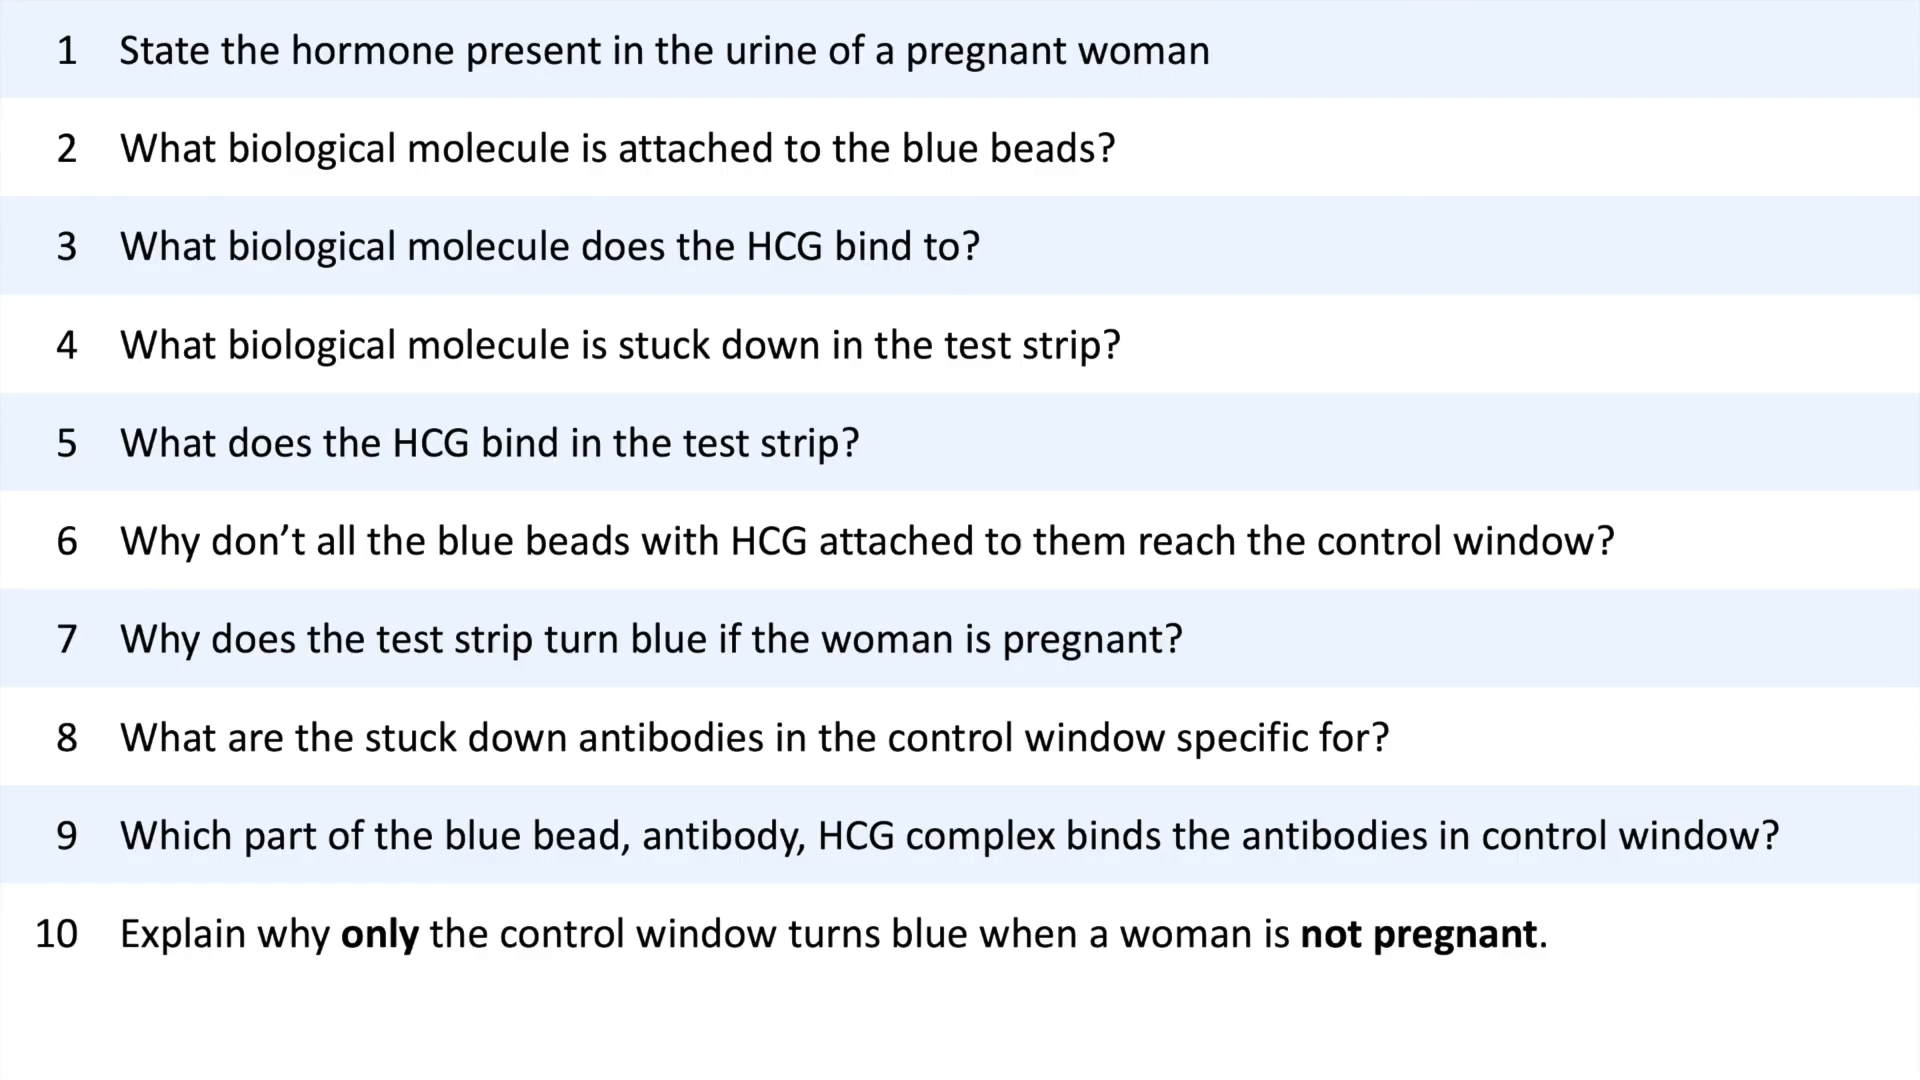 1 State the hormone present in the urine of a pregnant woman
2 What biological molecule is attached to the blue beads?
3 What biological molecule does the HCG bind to?
4 What biological molecule is stuck down in the test strip?
5 What does the HCG bind in the test strip?
6 Why don’t all the blue beads with HCG attached to them reach the control window?
7 Why does the test strip turn blue if the woman is pregnant?
8 What are the stuck down antibodies in the control window specific for?
9 Which part of the blue bead, antibody, HCG complex binds the antibodies in control window?
10 Explain why only the control window turns blue when a woman is not pregnant.